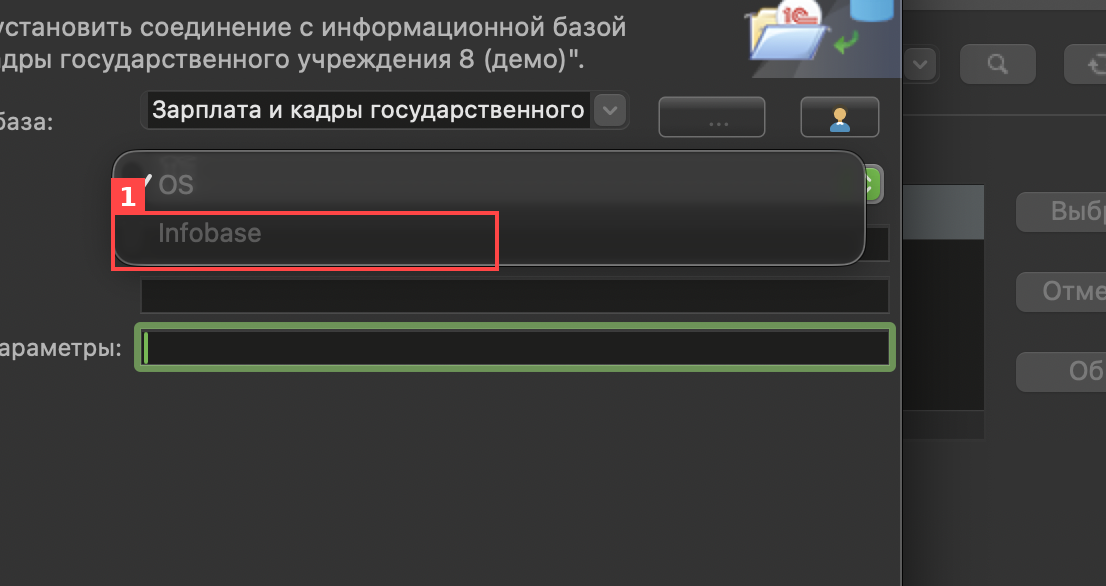 установить соединение с информационной базой
дры государственного учреждения 8 (демо)".
база:
Зарплата и кадры государственного
...
OS
1
Infobase
Выбр
Отме
араметры:
Об